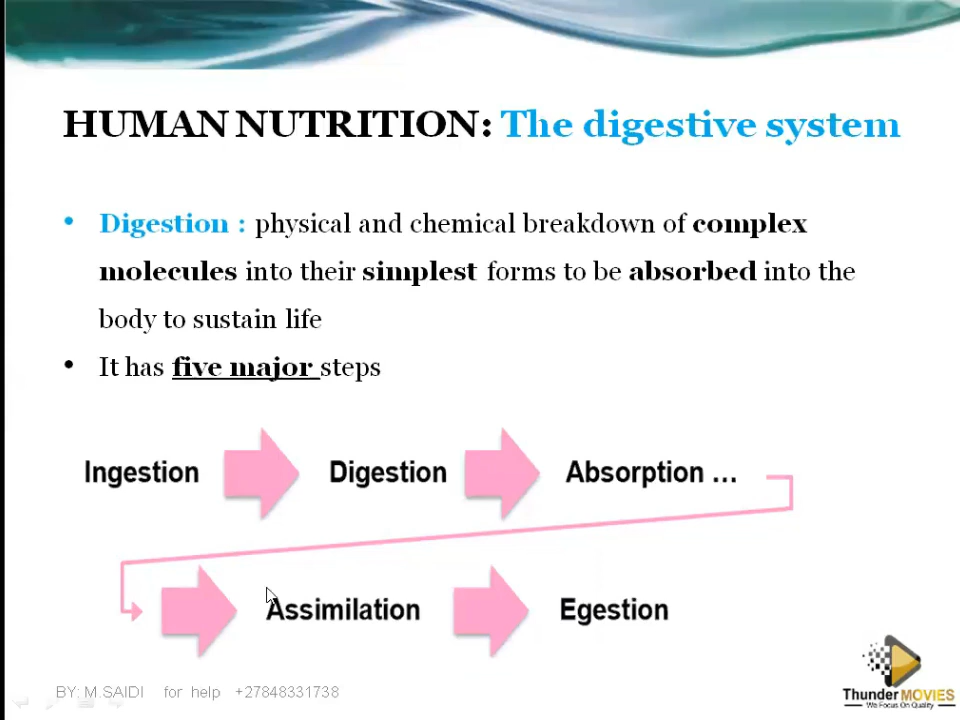 HUMAN NUTRITION: The digestive system
• Digestion : physical and chemical breakdown of complex
molecules into their simplest forms to be absorbed into the
body to sustain life
• It has five major steps
Ingestion Digestion Absorption …
Assimilation Egestion
BY: M.SAIDI for help +27848331738
Thunder MOVIES
We Focus On Quality